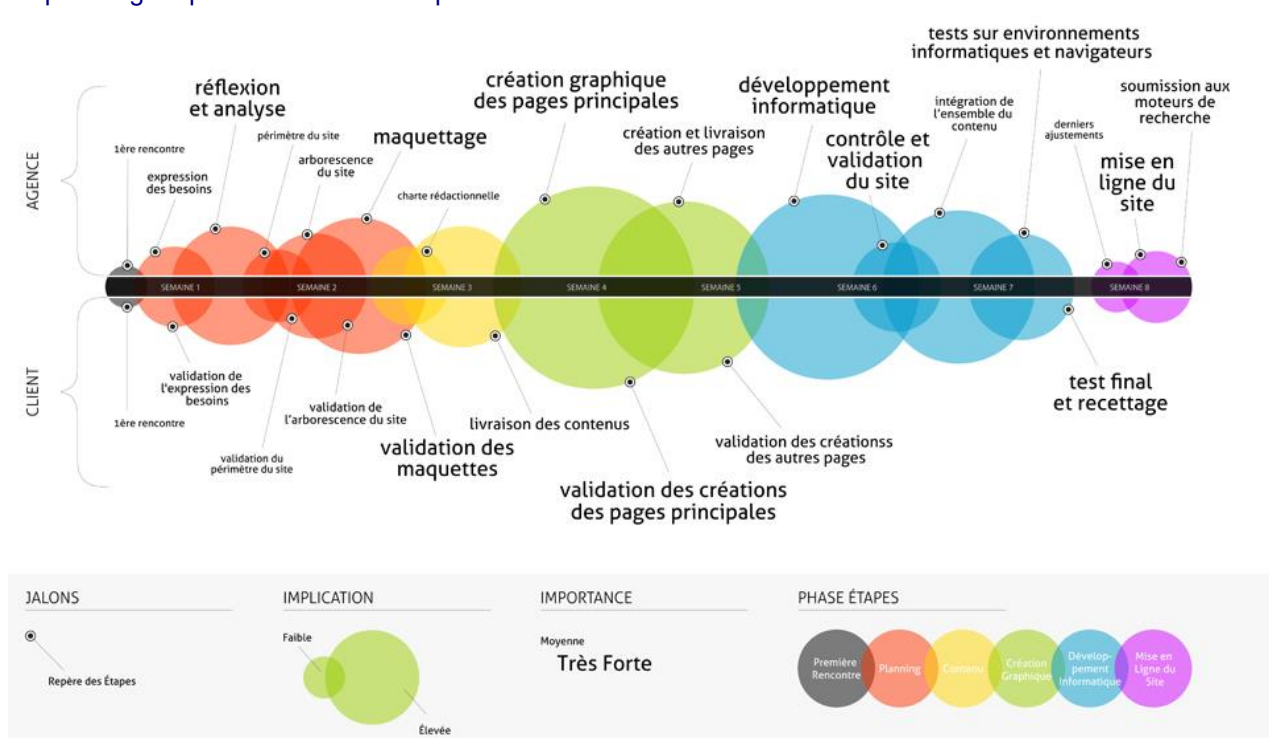 tests sur environnements
informatiques et navigateurs
création graphique
des pages principales
développement
informatique
soumission aux
moteurs de
recherche
réflexion
et analyse
intégration de
l'ensemble du
contenu
création et livraison
des autres pages
derniers
ajustements
périmètre du site
maquettage
contrôle et
validation
du site
1ère rencontre
arborescence
du site
mise en
ligne du
site
expression
des besoins
charte rédactionnelle
AGENCE
SEMAINE 1
SEMAINE 2
SEMAINE 3
SEMAINE 4
SEMAINE 5
SEMAINE 6
SEMAINE 7
SEMAINE 8
CLIENT
validation de
l'expression des
besoins
1ère rencontre
validation du
périmètre du site
validation de
l'arborescence du site
validation des
maquettes
livraison des contenus
validation des créations
des pages principales
validation des créationss
des autres pages
test final
et recettage
JALONS
Repère des Étapes
IMPLICATION
Faible
Élevée
IMPORTANCE
Moyenne
Très Forte
PHASE ÉTAPES
Première
Rencontre
Planning
Contenu
Création
Graphique
Dévelop-
pement
Informatique
Mise en
Ligne du
Site